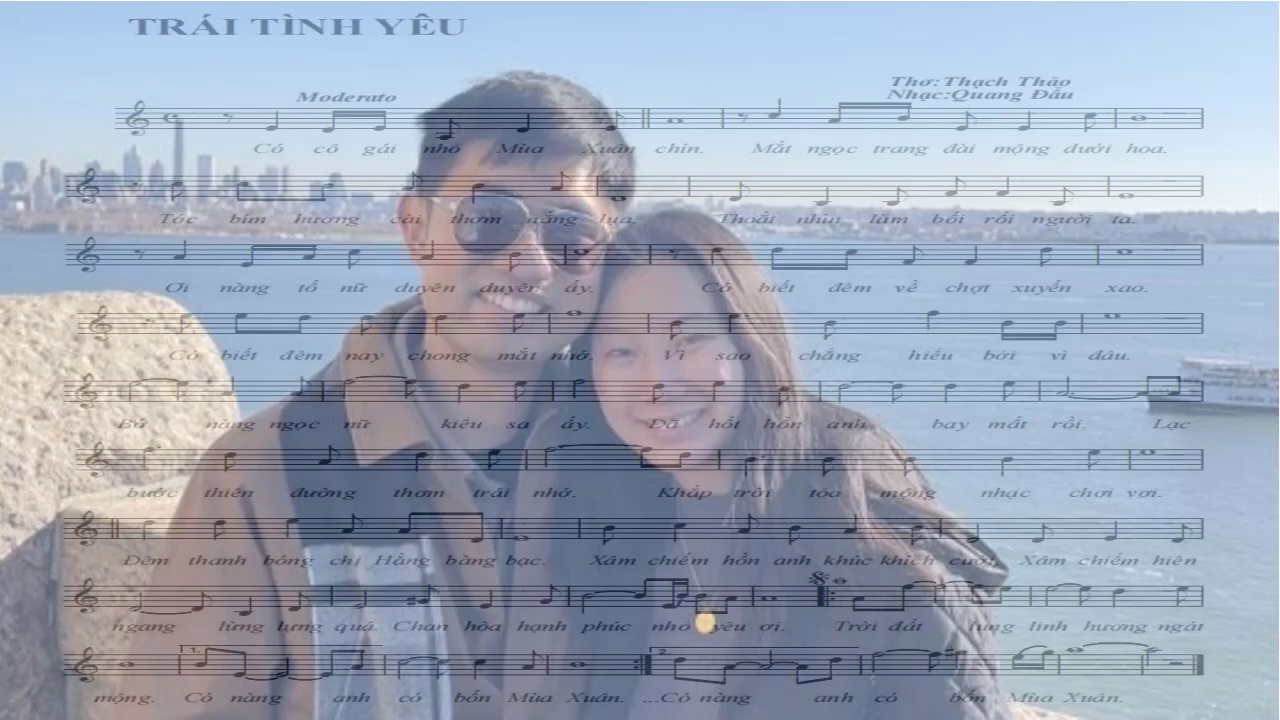 TRÁI TÌNH YÊU
Thơ:Thạch Thảo
Moderato
Nhạc:Quang Đẩu
Có cô gái nhỏ Mùa Xuân chín. Mắt ngọc trang đài mộng dưới hoa.
Tóc bím hương cài thơm nắng lụa. Thoắt nhìn làm bối rối người ta.
Ơi nàng tố nữ duyên duyên ấy. Có biết đêm về chợt xuyến xao.
Có biết đêm nay chong mắt nhớ. Vì sao chẳng hiểu bởi vì đâu.
Bờ nàng ngọc nữ kiêu sa ấy. Đã hốt hồn anh bay mất rồi. Lạc
bước thiên đường thơm trái nhớ. Khắp trời tỏa mộng nhạc chơi vơi.
Đêm thanh bóng chị Hằng bàng bạc. Xâm chiếm hồn anh khúc khích cười Xâm chiếm hiên
ngang lừng lựng quá. Chan hòa hạnh phúc nhỏ yêu ơi. Trời đất lung linh hương ngát
1. 2.
mộng. Có nàng anh có bốn Mùa Xuân. ...Có nàng anh có bốn Mùa Xuân.